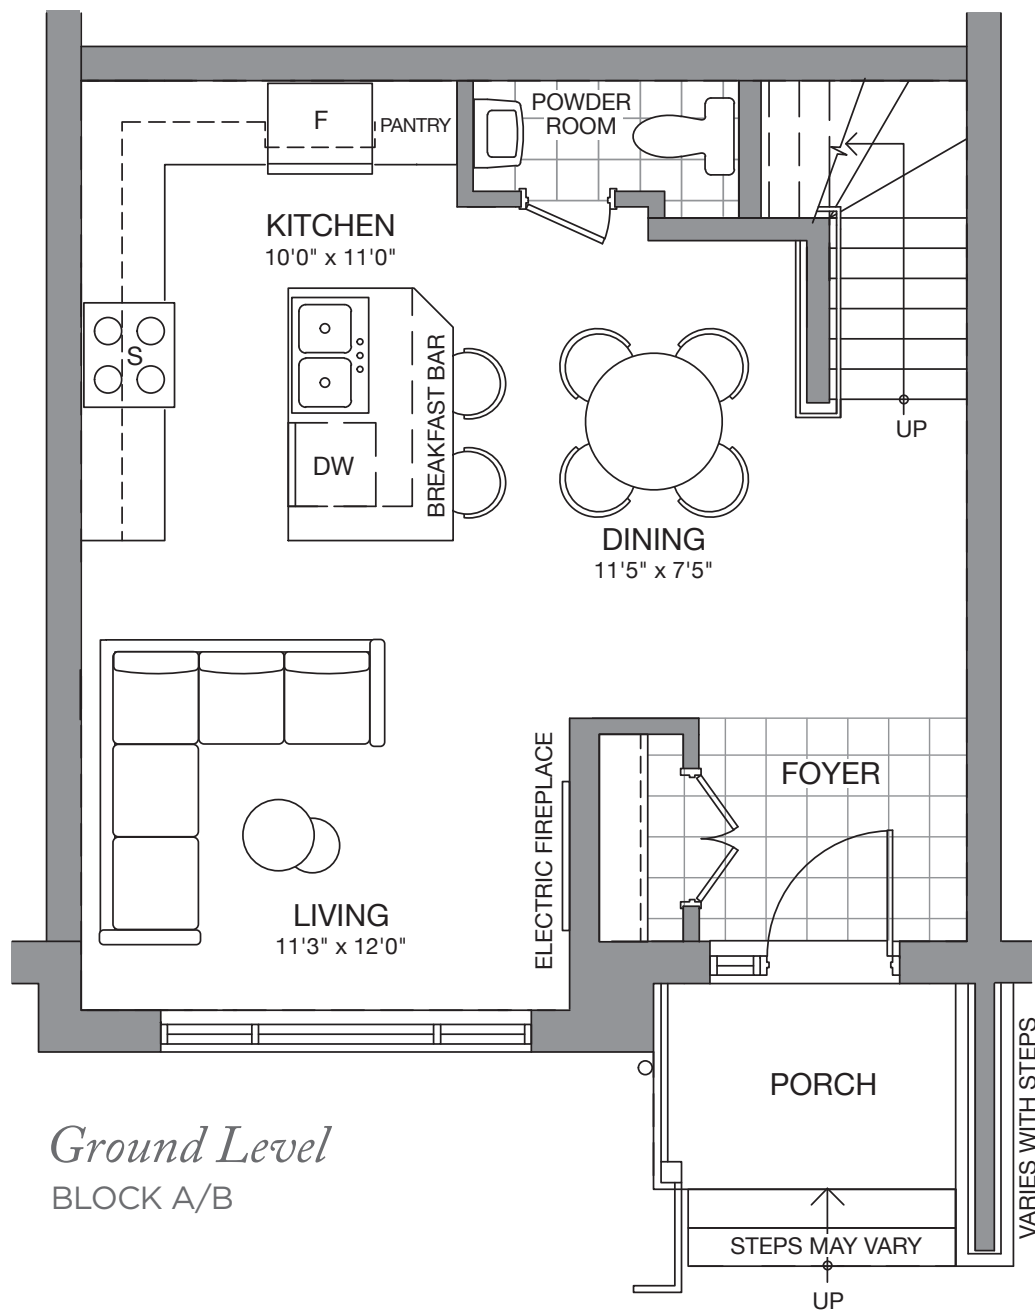 F
PANTRY
POWDER
ROOM
KITCHEN
10'0" x 11'0"
S
BREAKFAST BAR
DW
UP
DINING
11'5" x 7'5"
ELECTRIC FIREPLACE
FOYER
LIVING
11'3" x 12'0"
PORCH
VARIES WITH STEPS
Ground Level
BLOCK A/B
STEPS MAY VARY
UP